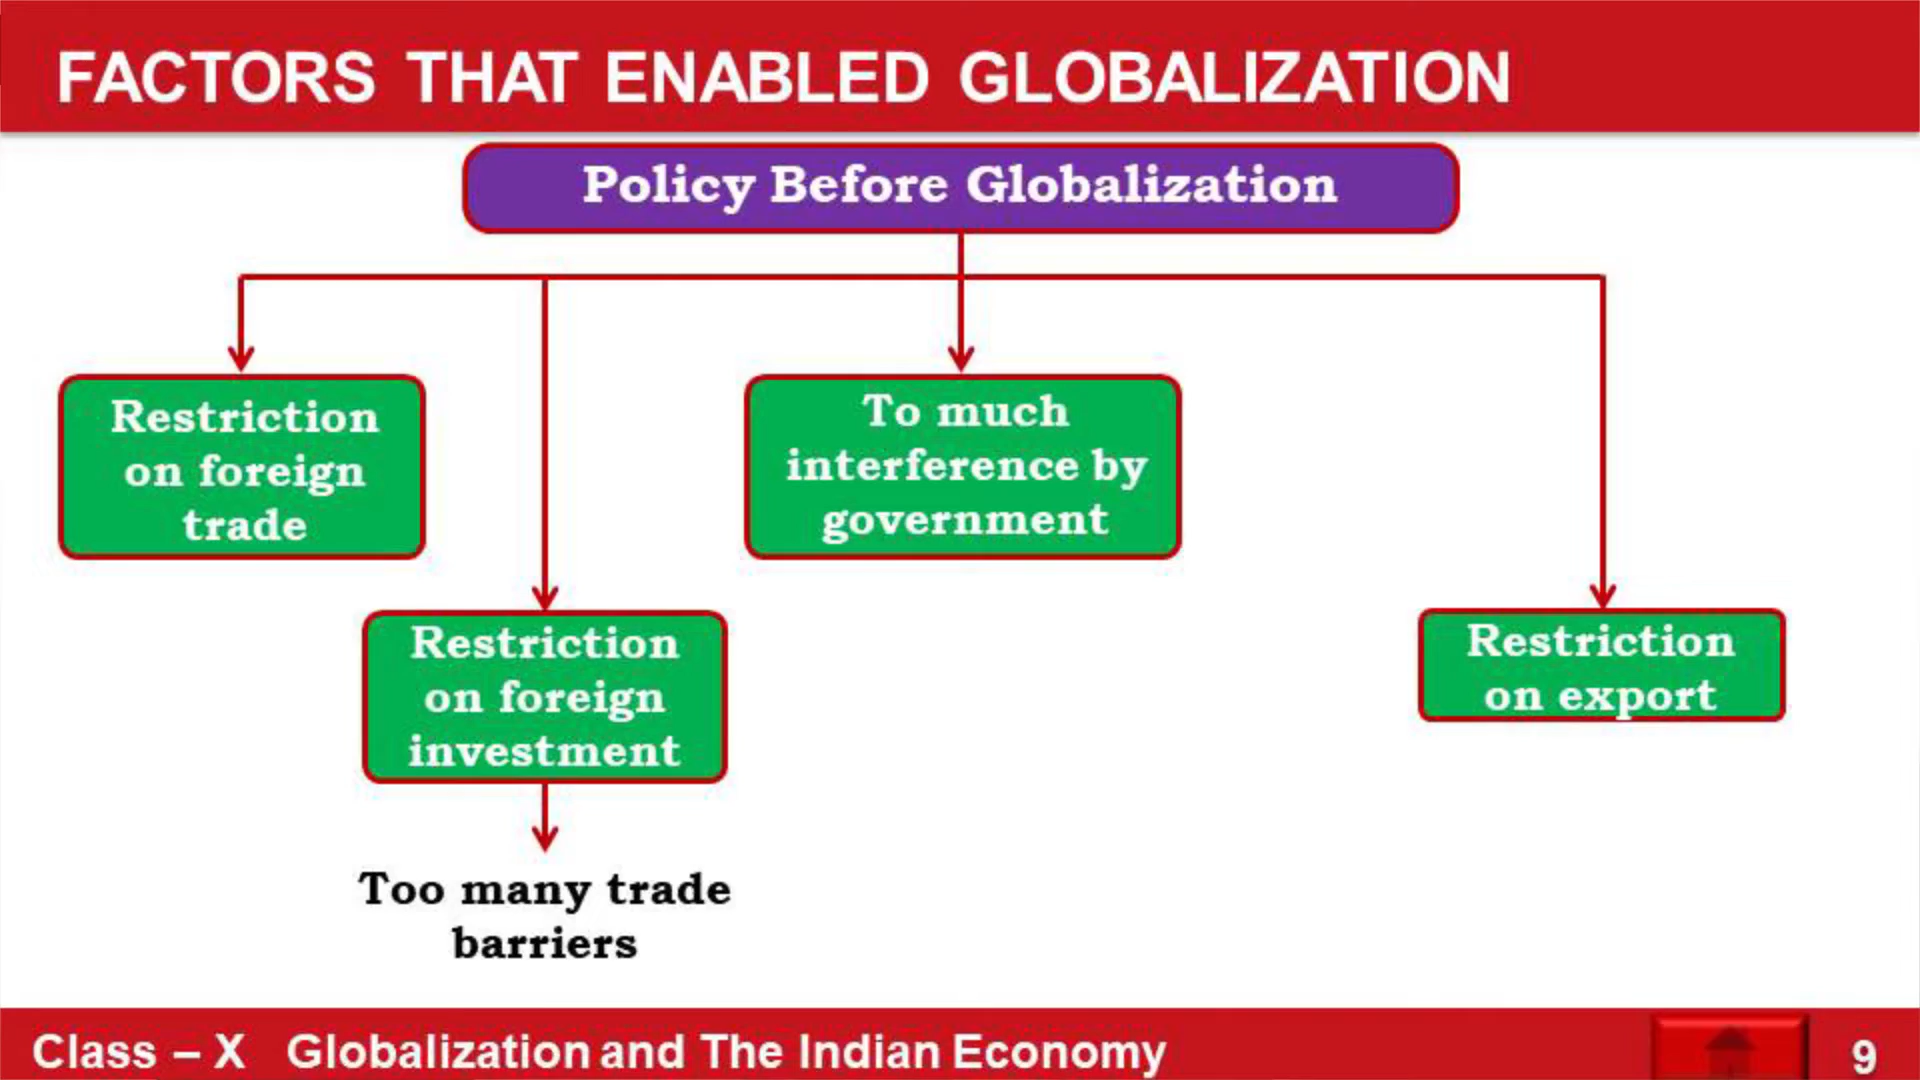 FACTORS THAT ENABLED GLOBALIZATION
Policy Before Globalization
Restriction
on foreign
trade
To much
interference by
government
Restriction
on foreign
investment
Restriction
on export
Too many trade
barriers
Class – X Globalization and The Indian Economy
9